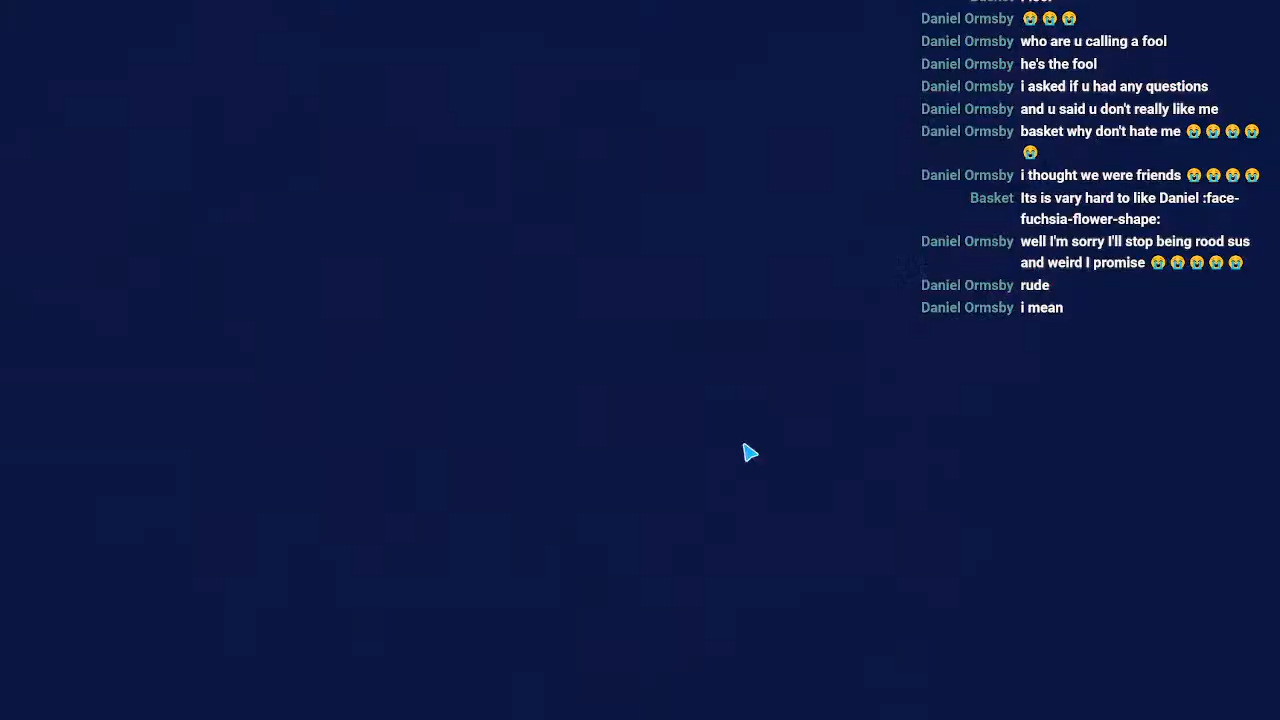 Daniel Ormsby 😭😭😭
Daniel Ormsby who are u calling a fool
Daniel Ormsby he's the fool
Daniel Ormsby i asked if u had any questions
Daniel Ormsby and u said u don't really like me
Daniel Ormsby basket why don't hate me 😭😭😭😭
😭
Daniel Ormsby i thought we were friends 😭😭😭😭
Basket Its is vary hard to like Daniel :face-
fuchsia-flower-shape:
Daniel Ormsby well I'm sorry I'll stop being rood sus
and weird I promise 😭😭😭😭😭
Daniel Ormsby rude
Daniel Ormsby i mean